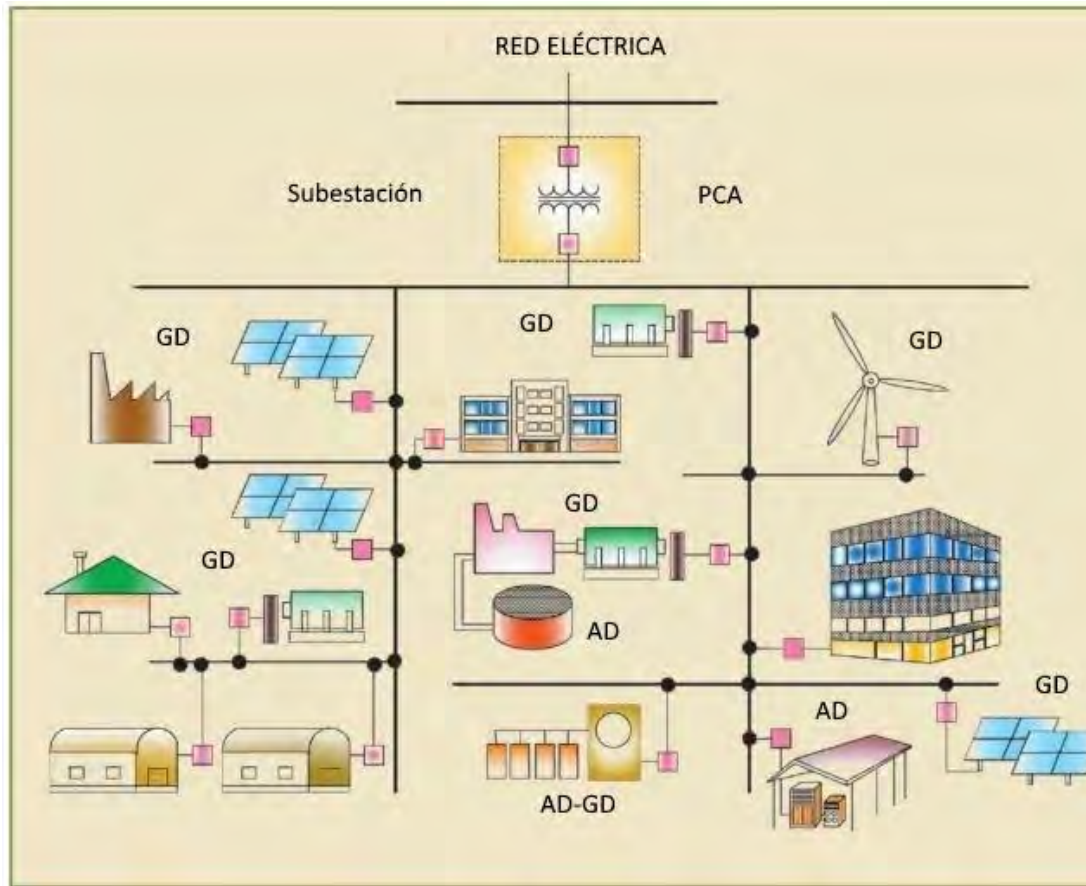 RED ELÉCTRICA
Subestación
PCA
GD
GD
GD
GD
GD
AD
GD
AD
AD-GD